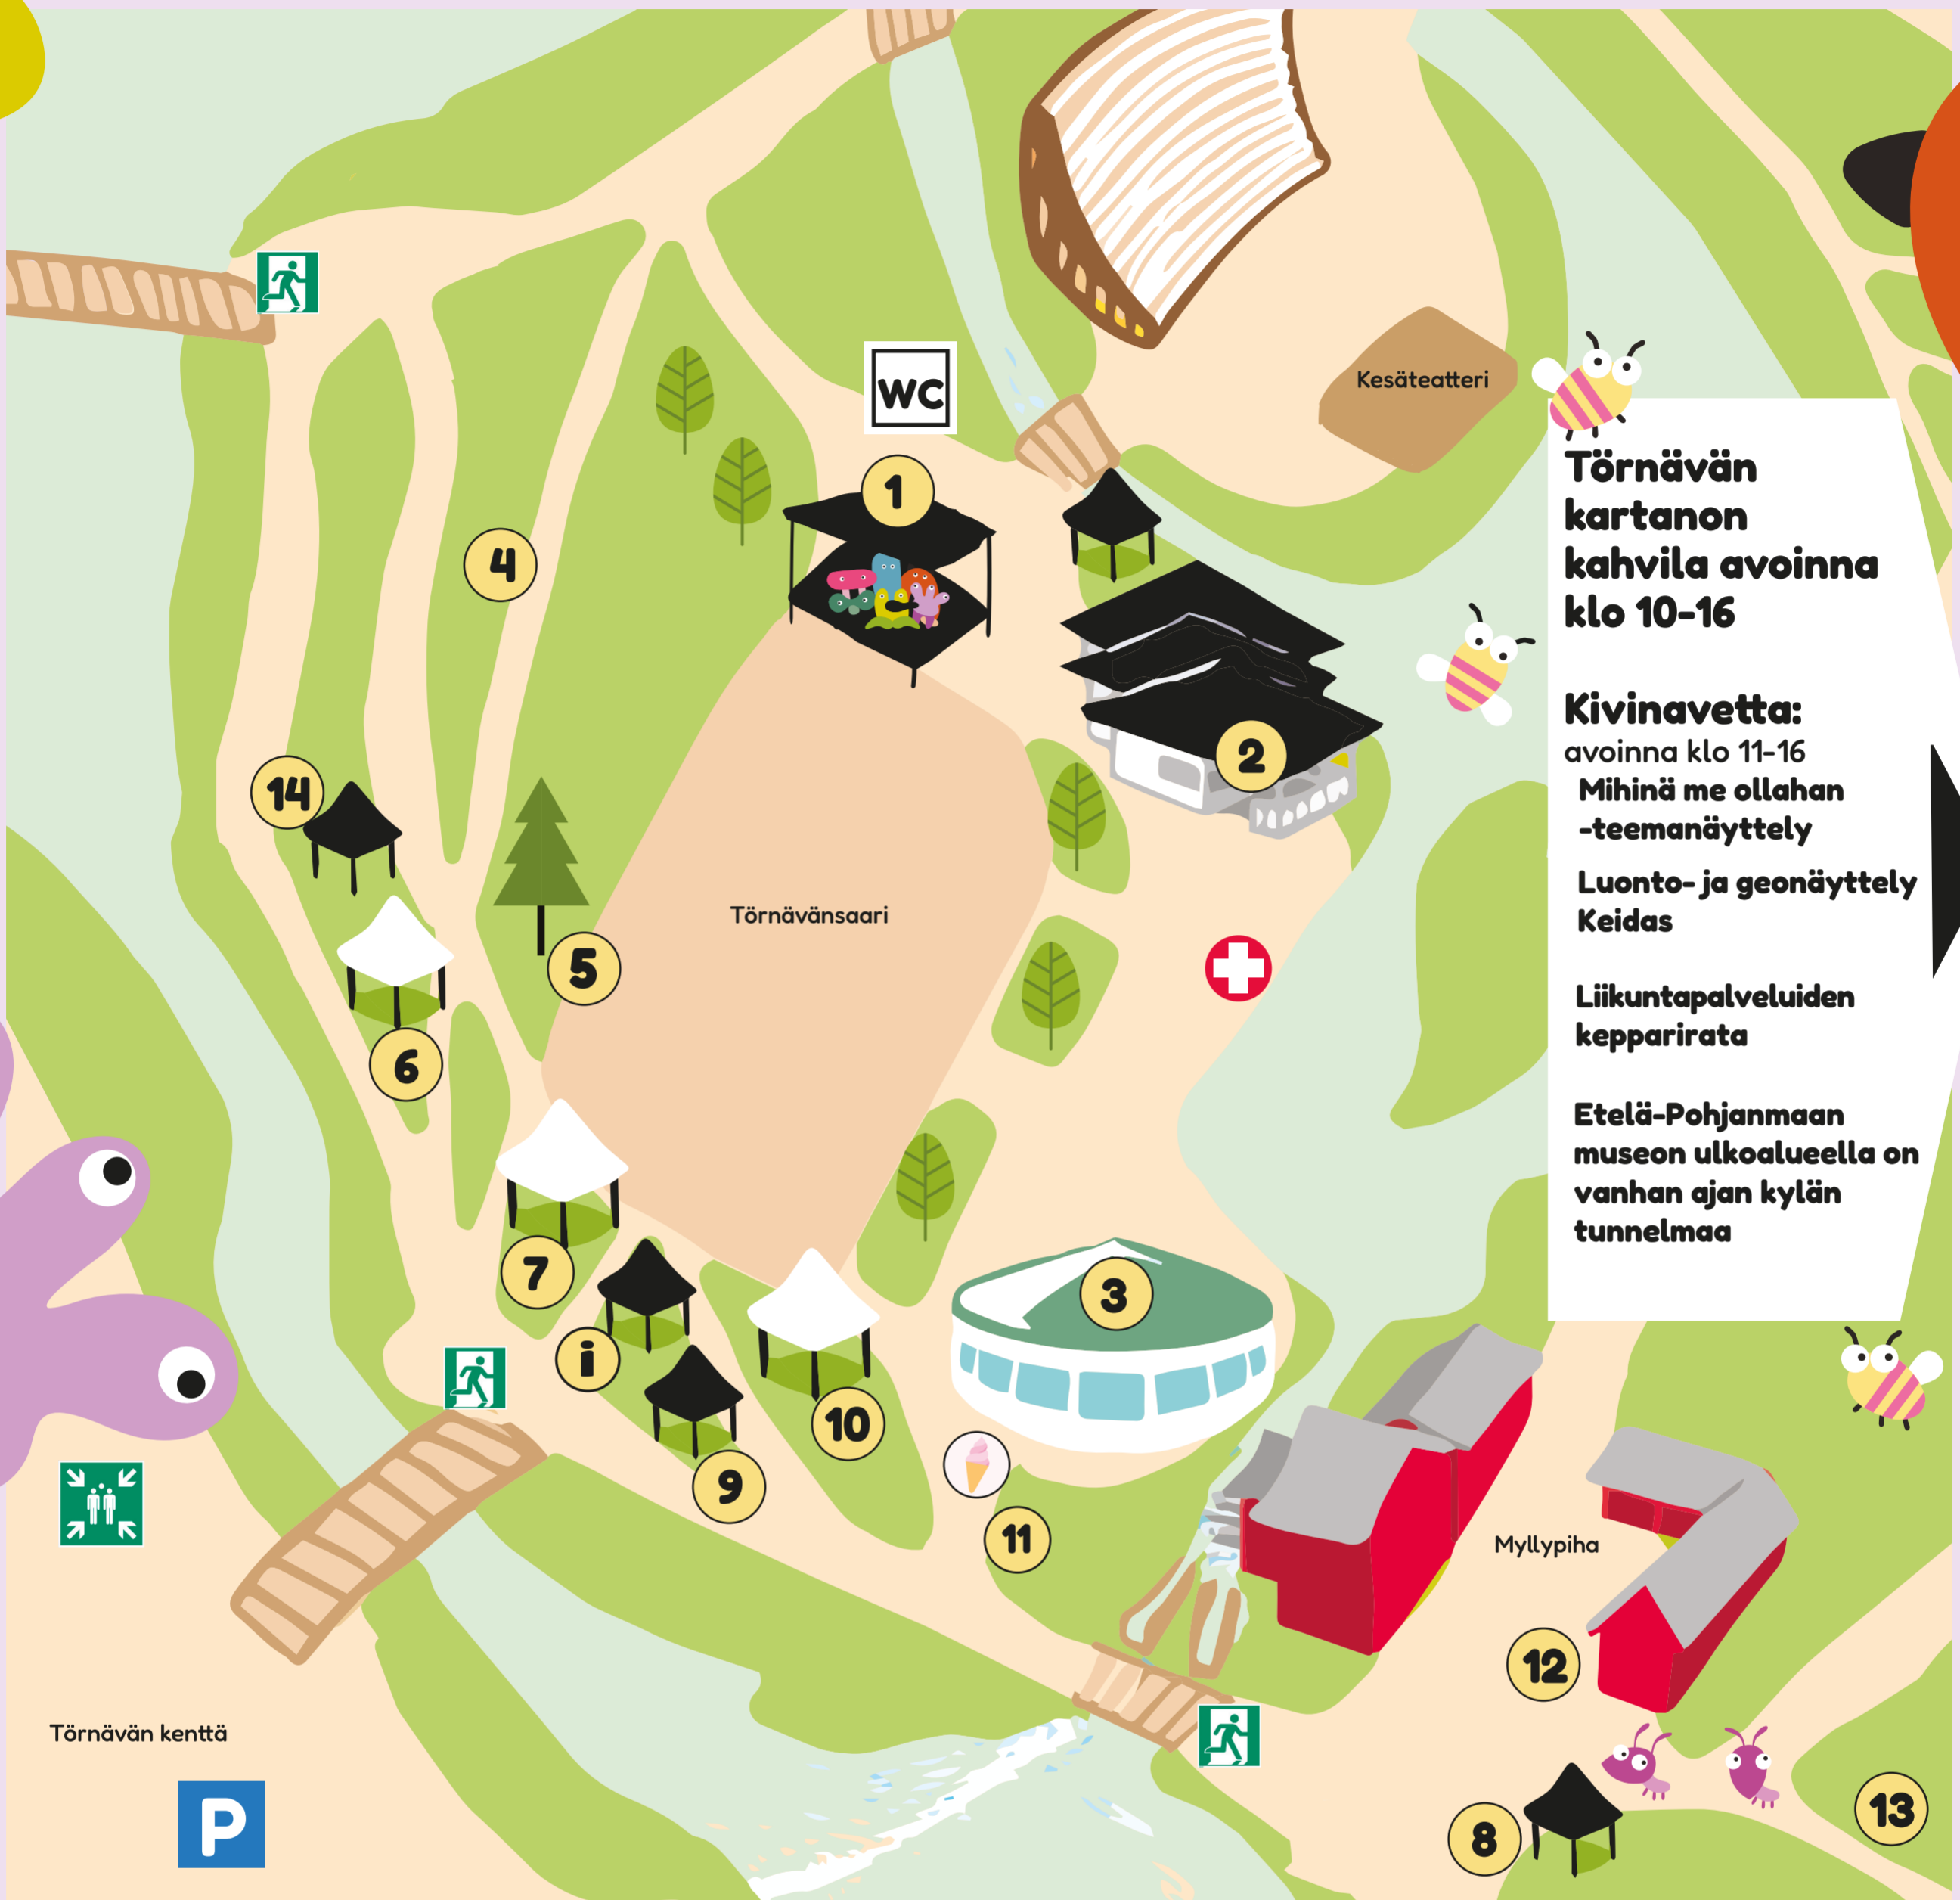 WC
Kesäteatteri
1
Törnävän
kartanon
kahvila avoinna
klo 10-16
4
Kivinavetta:
avoinna klo 11-16
Mihinä me ollahan
-teemanäyttely
2
14
Luonto- ja geonäyttely
Keidas
Törnävänsaari
5
Liikuntapalveluiden
kepparirata
6
Etelä-Pohjanmaan
museon ulkoalueella on
vanhan ajan kylän
tunnelmaa
7
3
i
10
9
11
Myllypiha
12
Törnävän kenttä
P
8
13